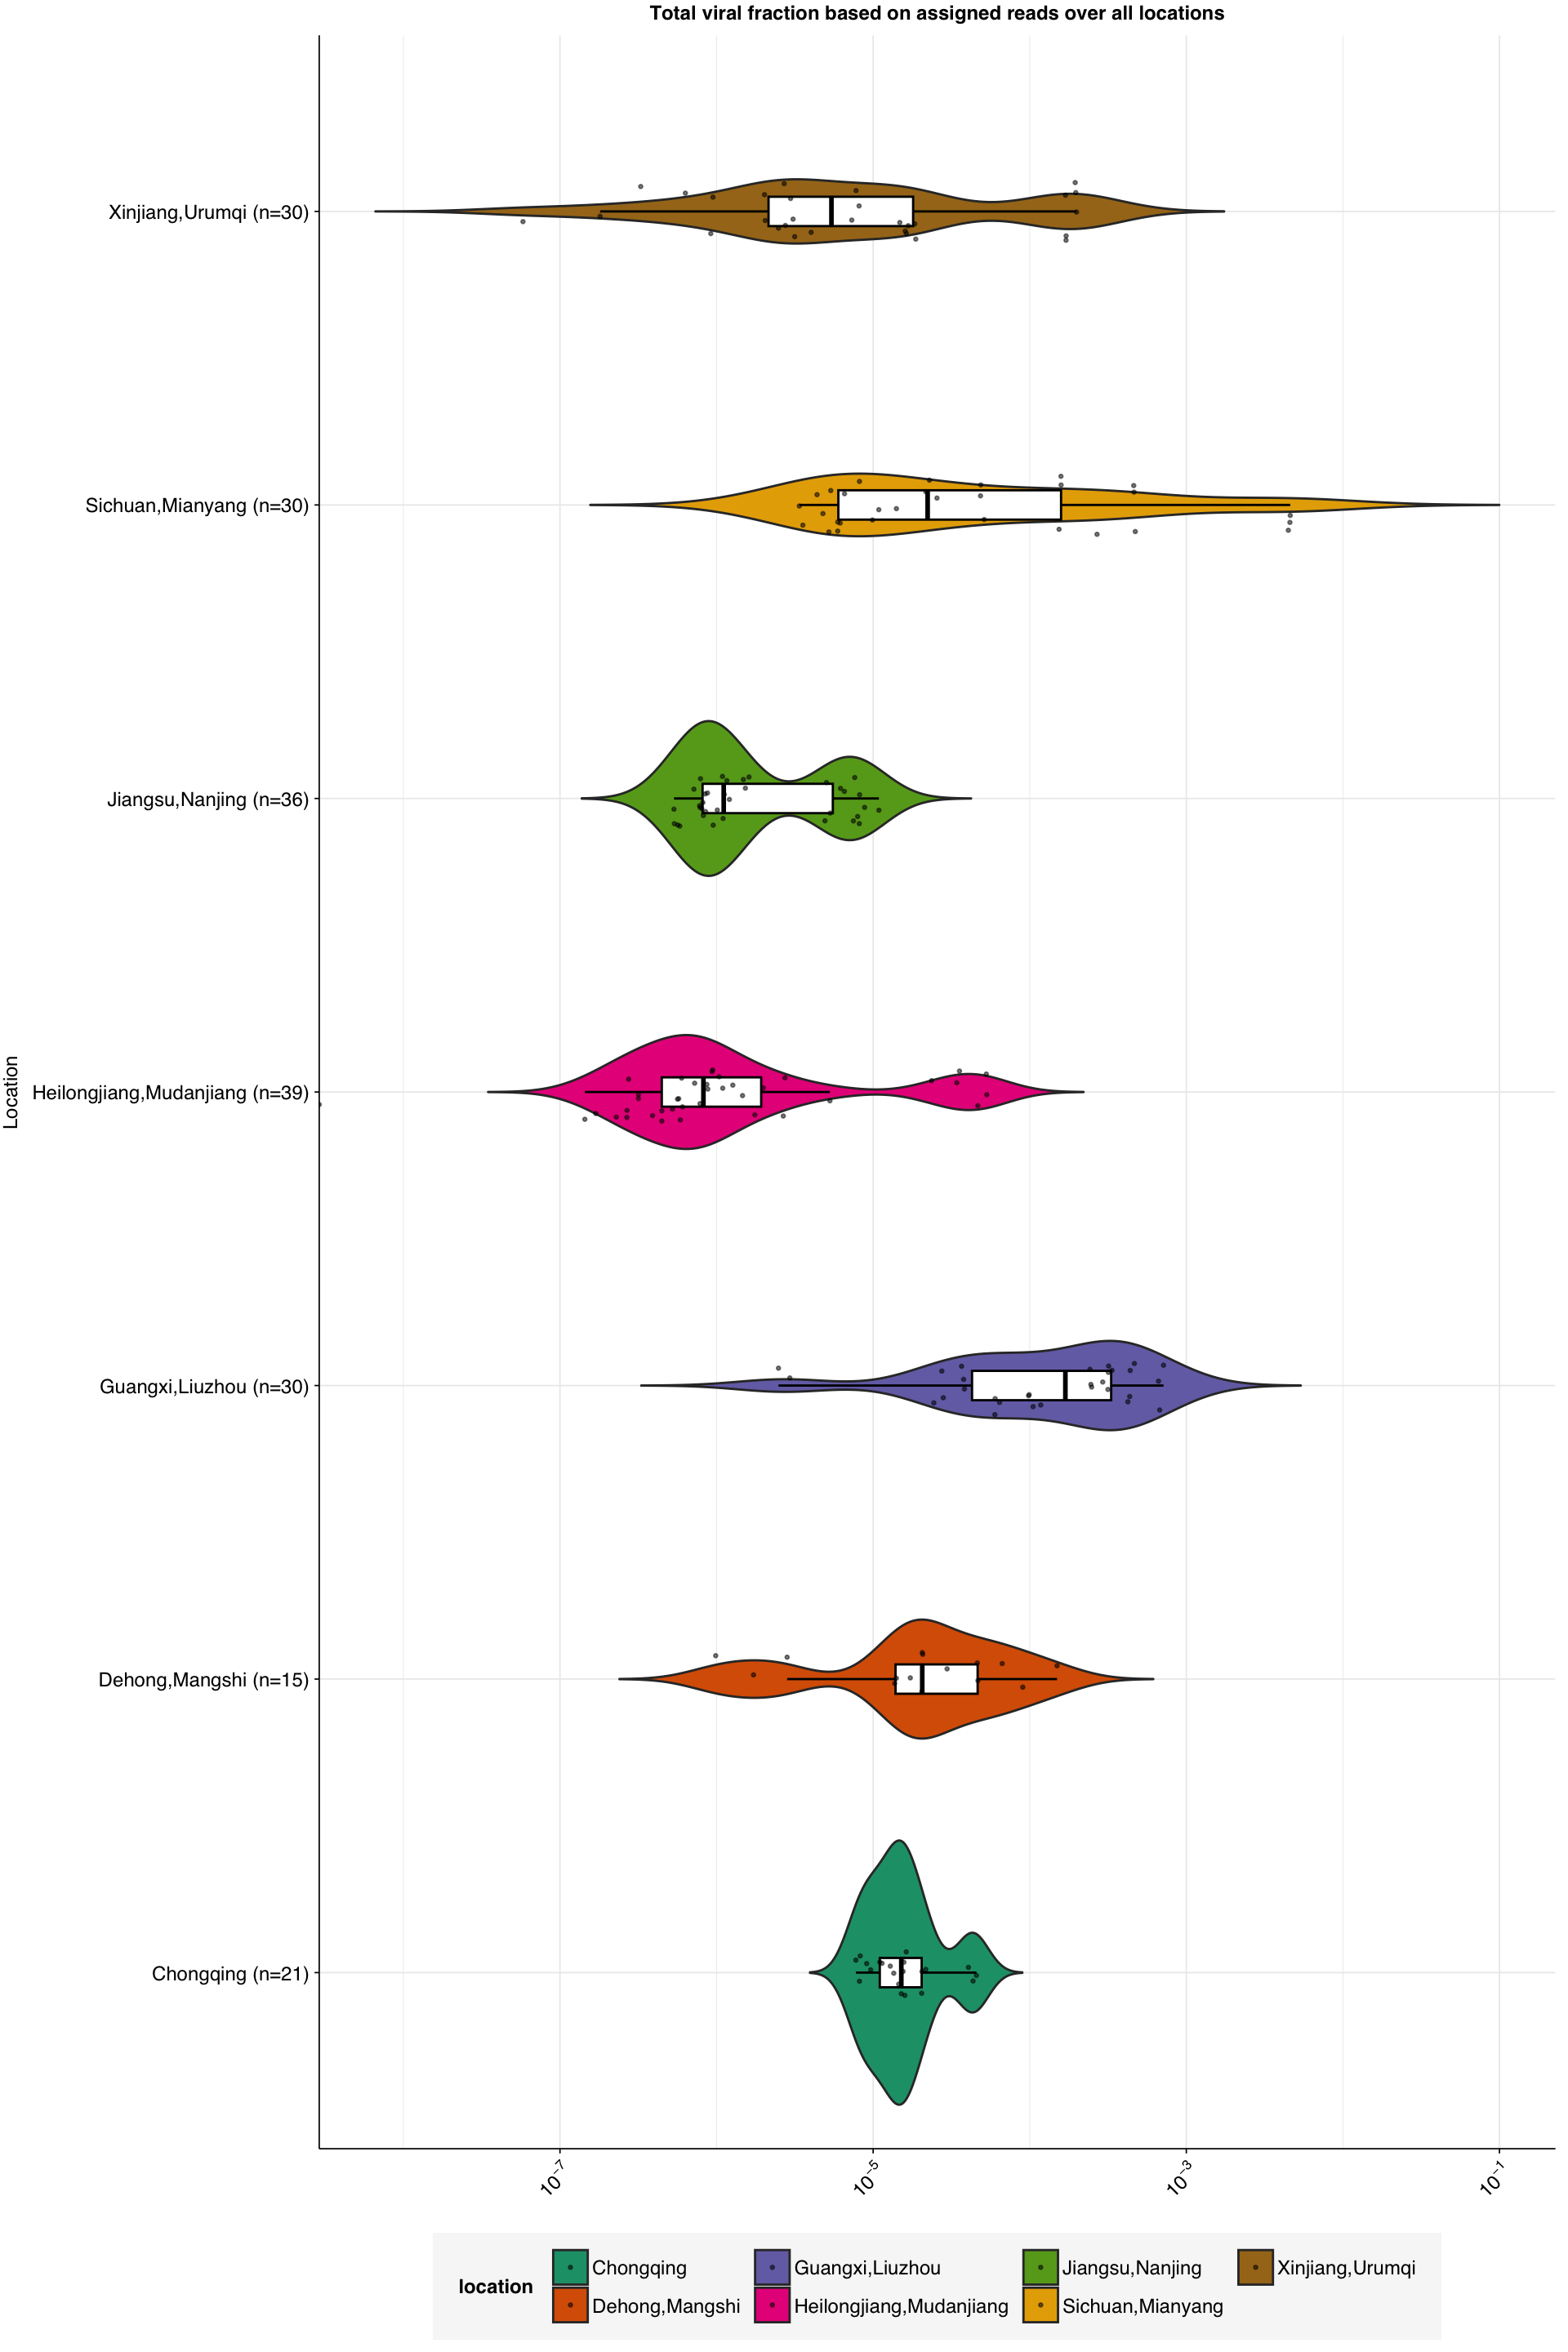 Total viral fraction based on assigned reads over all locations
Xinjiang,Urumqi (n=30)
Sichuan,Mianyang (n=30)
Jiangsu,Nanjing (n=36)
Heilongjiang,Mudanjiang (n=39)
Location
Guangxi,Liuzhou (n=30)
Dehong,Mangshi (n=15)
Chongqing (n=21)
10⁻⁷ 10⁻⁵ 10⁻³ 10⁻¹
location
Chongqing Guangxi,Liuzhou Jiangsu,Nanjing Xinjiang,Urumqi
Dehong,Mangshi Heilongjiang,Mudanjiang Sichuan,Mianyang